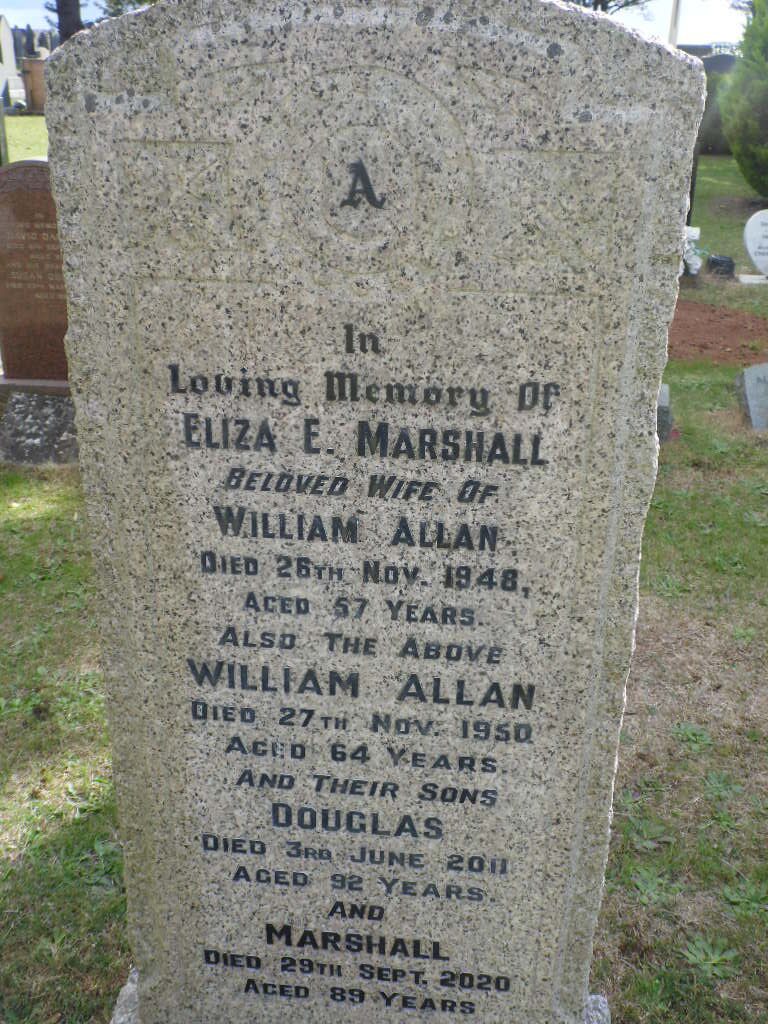 A
In
Loving Memory Of
ELIZA E. MARSHALL
BELOVED WIFE OF
WILLIAM ALLAN
DIED 26TH NOV. 1948,
AGED 57 YEARS.
ALSO THE ABOVE
WILLIAM ALLAN
DIED 27TH NOV. 1950
AGED 64 YEARS.
AND THEIR SONS
DOUGLAS
DIED 3RD JUNE 2011
AGED 92 YEARS.
AND
MARSHALL
DIED 29TH SEPT. 2020
AGED 89 YEARS
SUSAN